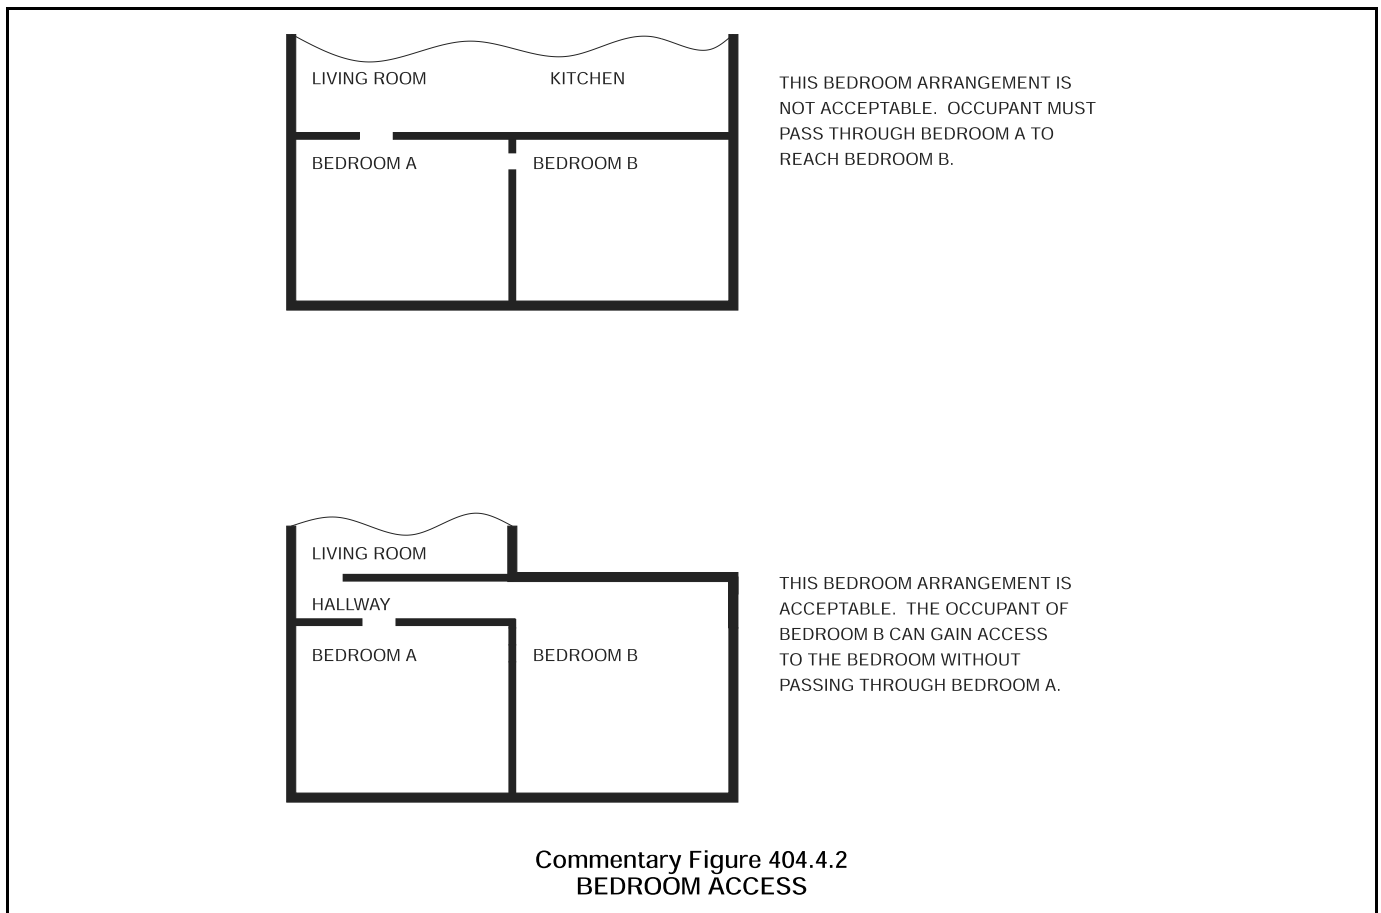 LIVING ROOM
KITCHEN
BEDROOM A
BEDROOM B
THIS BEDROOM ARRANGEMENT IS
NOT ACCEPTABLE.  OCCUPANT MUST
PASS THROUGH BEDROOM A TO
REACH BEDROOM B.
LIVING ROOM
HALLWAY
BEDROOM A
BEDROOM B
THIS BEDROOM ARRANGEMENT IS
ACCEPTABLE.  THE OCCUPANT OF
BEDROOM B CAN GAIN ACCESS
TO THE BEDROOM WITHOUT
PASSING THROUGH BEDROOM A.
Commentary Figure 404.4.2
BEDROOM ACCESS